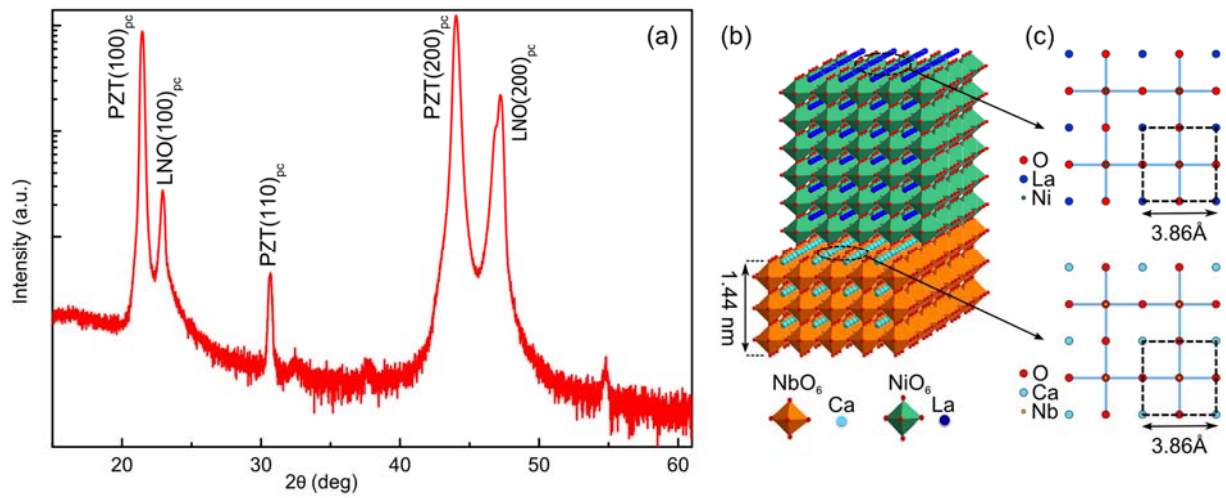 (a)
PZT(100)pc
LNO(100)pc
PZT(110)pc
PZT(200)pc
LNO(200)pc
Intensity (a.u.)
20
30
40
50
60
2θ (deg)
(b)
1.44 nm
NbO6
Ca
NiO6
La
(c)
O
La
Ni
3.86Å
O
Ca
Nb
3.86Å